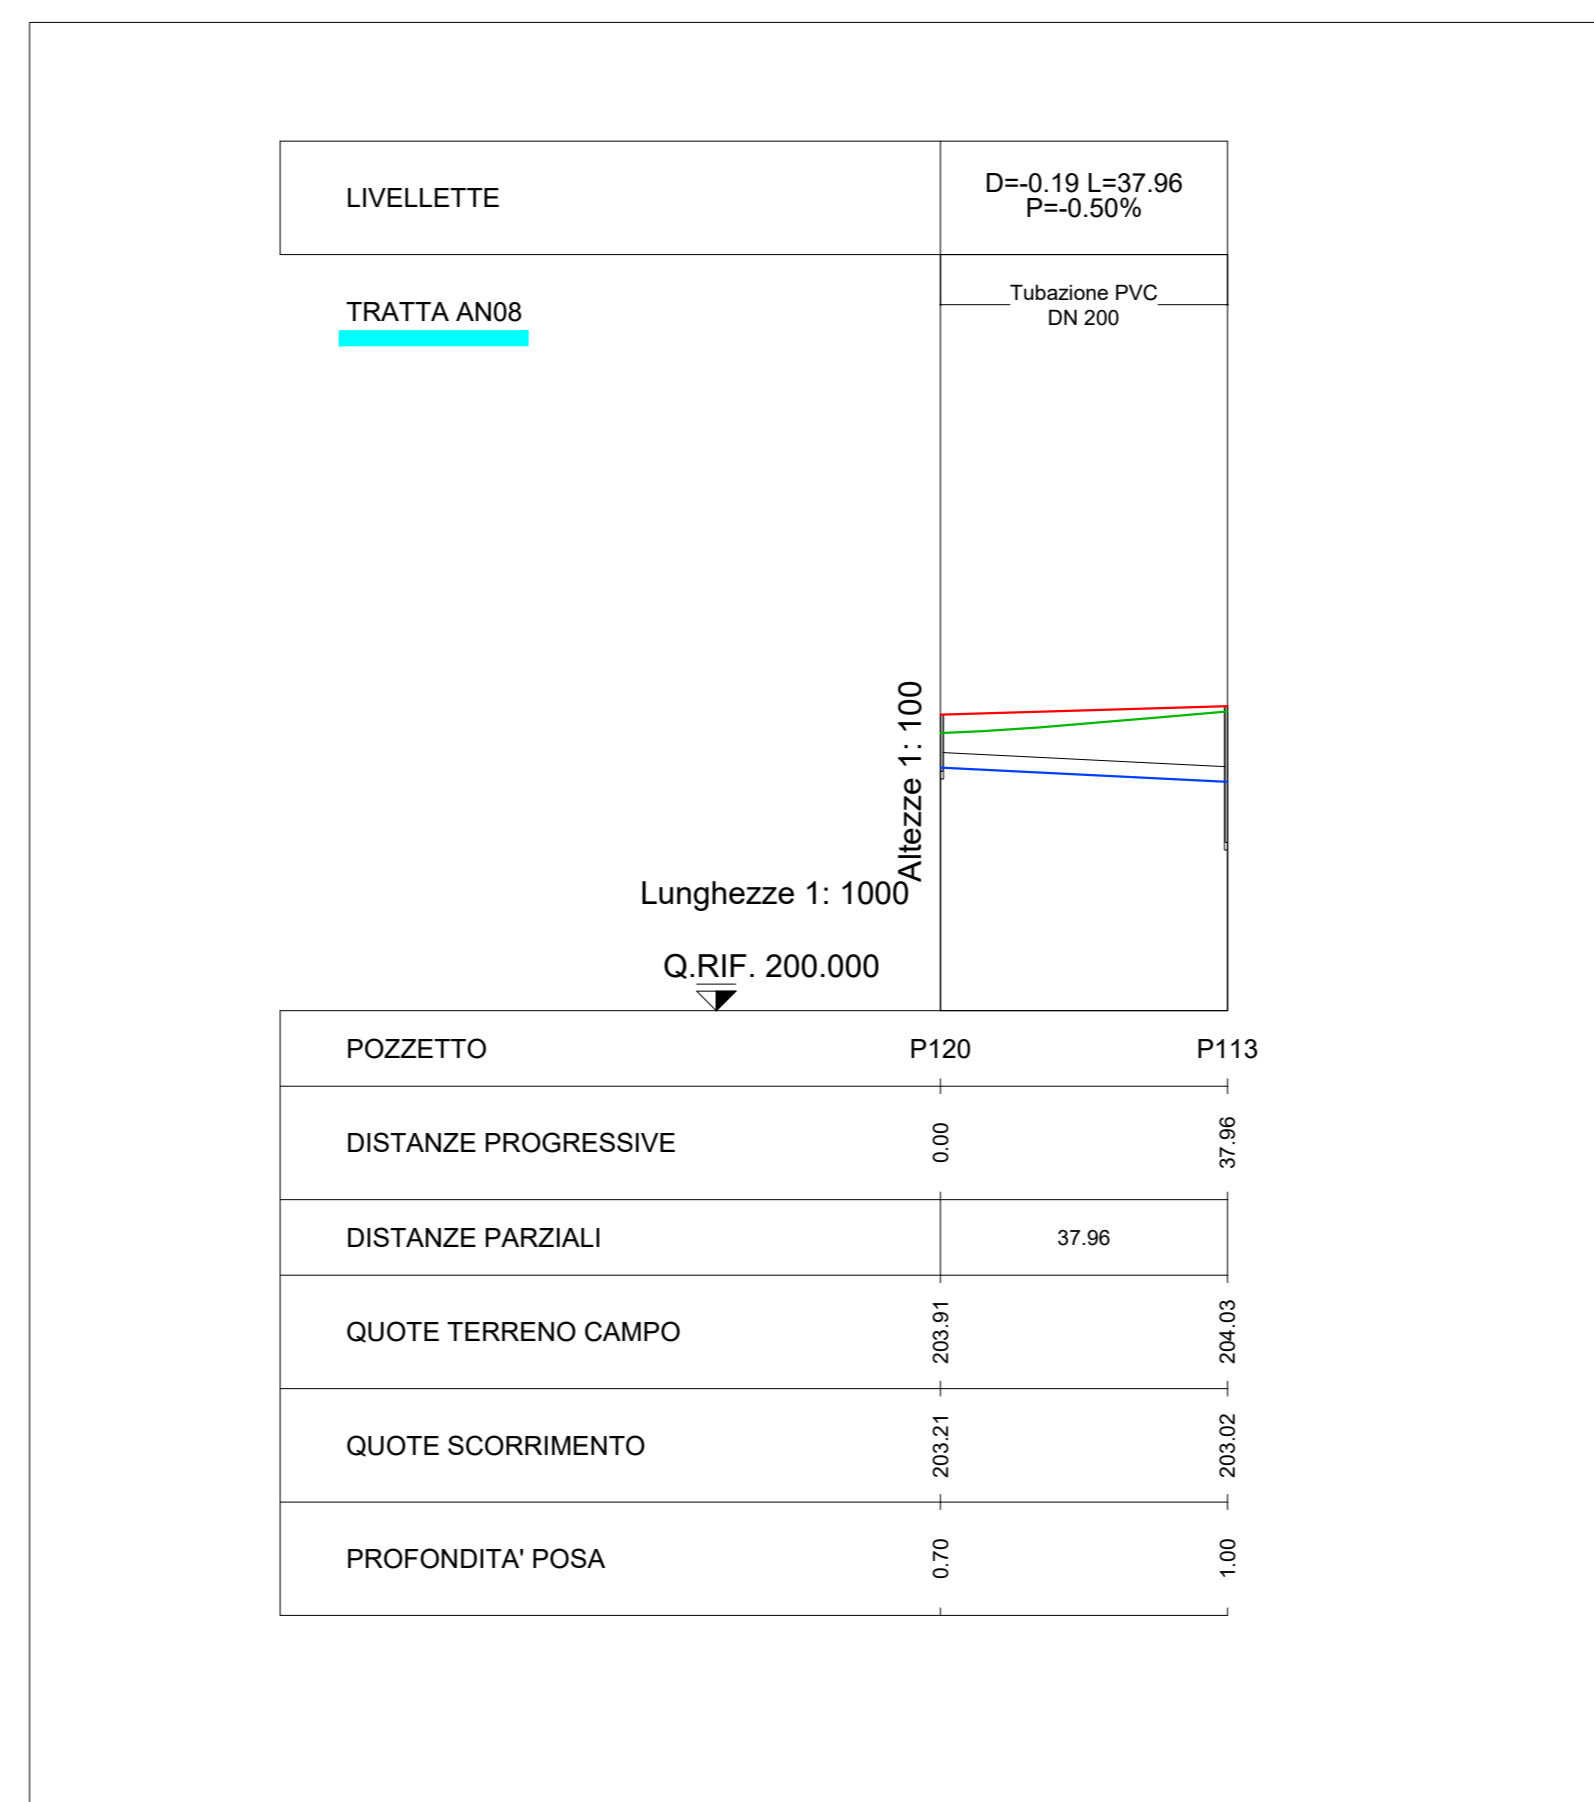 LIVELLETTE
D=-0.19 L=37.96
P=-0.50%
TRATTA AN08
Tubazione PVC
DN 200
Altezze 1: 100
Lunghezze 1: 1000
Q.RIF. 200.000
POZZETTO P120 P113
DISTANZE PROGRESSIVE 0.00 37.96
DISTANZE PARZIALI 37.96
QUOTE TERRENO CAMPO 203.91 204.03
QUOTE SCORRIMENTO 203.21 203.02
PROFONDITA' POSA 0.70 1.00